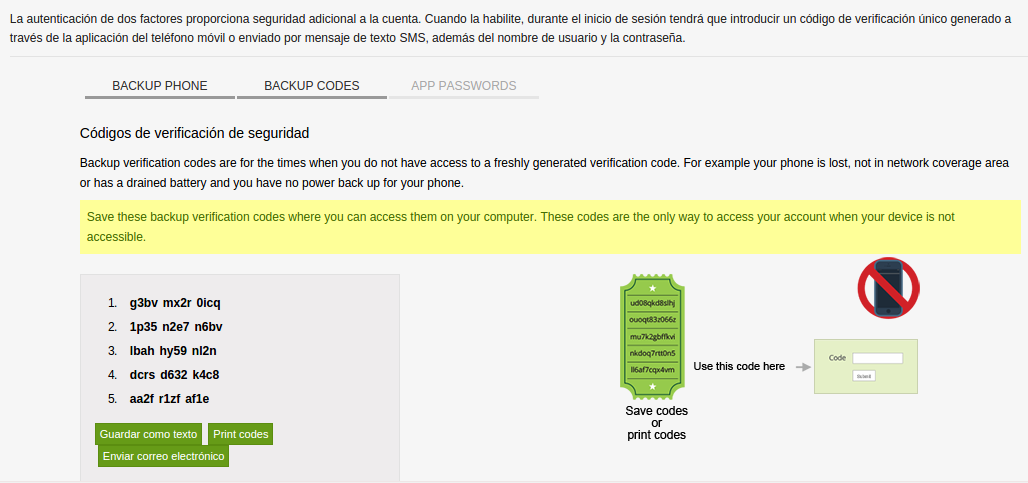 La autenticación de dos factores proporciona seguridad adicional a la cuenta. Cuando la habilite, durante el inicio de sesión tendrá que introducir un código de verificación único generado a
través de la aplicación del teléfono móvil o enviado por mensaje de texto SMS, además del nombre de usuario y la contraseña.
BACKUP PHONE BACKUP CODES APP PASSWORDS
Códigos de verificación de seguridad
Backup verification codes are for the times when you do not have access to a freshly generated verification code. For example your phone is lost, not in network coverage area
or has a drained battery and you have no power back up for your phone.
Save these backup verification codes where you can access them on your computer. These codes are the only way to access your account when your device is not
accessible.
1. g3bv mx2r 0icq
2. 1p35 n2e7 n6bv
3. lbah hy59 nl2n
4. dcrs d632 k4c8
5. aa2f r1zf af1e
Guardar como texto Print codes
Enviar correo electrónico
ud08qkd8slhj
ouoqt83z066z
mu7k2gbffkvi
nkdoq7rtt0n5
ll6af7cqx4vm
Save codes
or
print codes
Use this code here
Code
Submit